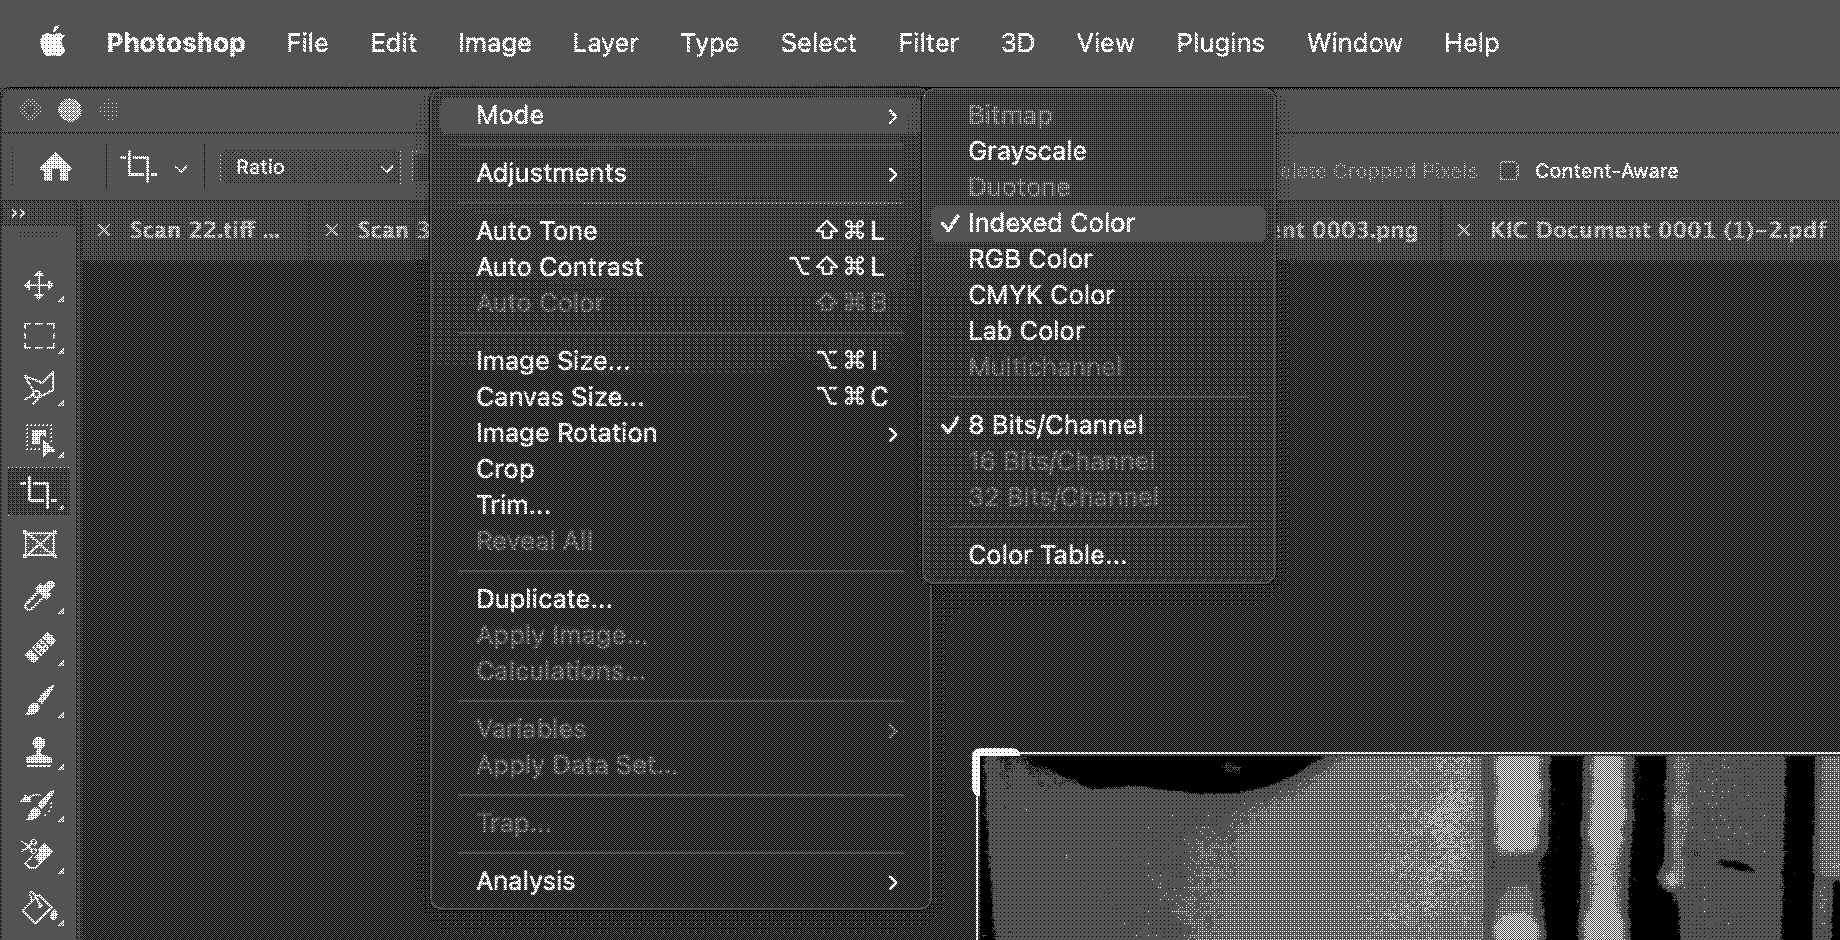 Photoshop File Edit Image Layer Type Select Filter 3D View Plugins Window Help
Ratio
elete Cropped Pixels
Content-Aware
Scan 22.tiff ...
Scan 3
nt 0003.png
KIC Document 0001 (1)-2.pdf
Mode
Adjustments
Auto Tone ⇧⌘L
Auto Contrast ⌥⇧⌘L
Auto Color ⇧⌘B
Image Size... ⌥⌘I
Canvas Size... ⌥⌘C
Image Rotation
Crop
Trim...
Reveal All
Duplicate...
Apply Image...
Calculations...
Variables
Apply Data Set...
Trap...
Analysis
Bitmap
Grayscale
Duotone
✓ Indexed Color
RGB Color
CMYK Color
Lab Color
Multichannel
✓ 8 Bits/Channel
16 Bits/Channel
32 Bits/Channel
Color Table...